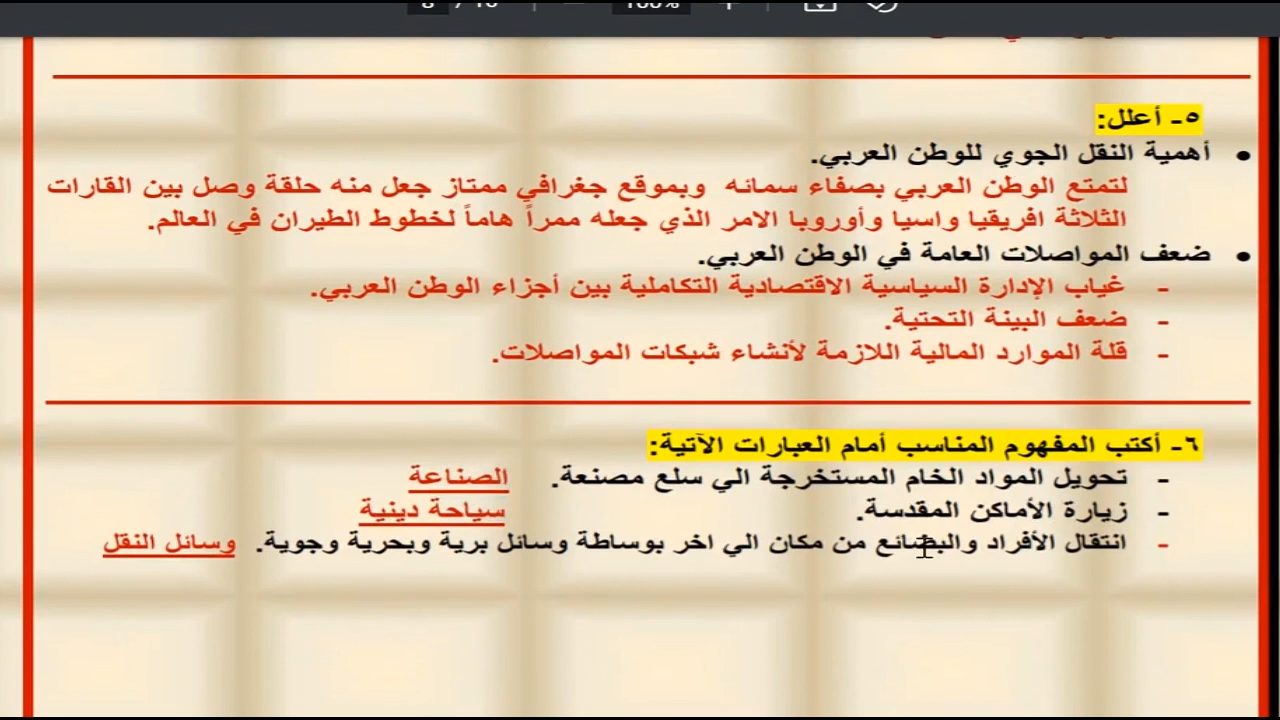 100%
٥- أعلل:
• أهمية النقل الجوي للوطن العربي.
لتمتع الوطن العربي بصفاء سمائه وبموقع جغرافي ممتاز جعل منه حلقة وصل بين القارات
الثلاثة افريقيا واسيا وأوروبا الامر الذي جعله ممراً هاماً لخطوط الطيران في العالم.
• ضعف المواصلات العامة في الوطن العربي.
- غياب الإدارة السياسية الاقتصادية التكاملية بين أجزاء الوطن العربي.
- ضعف البينة التحتية.
- قلة الموارد المالية اللازمة لأنشاء شبكات المواصلات.
٦- أكتب المفهوم المناسب أمام العبارات الآتية:
- تحويل المواد الخام المستخرجة الي سلع مصنعة. الصناعة
- زيارة الأماكن المقدسة. سياحة دينية
- انتقال الأفراد والبضائع من مكان الي اخر بوساطة وسائل برية وبحرية وجوية. وسائل النقل